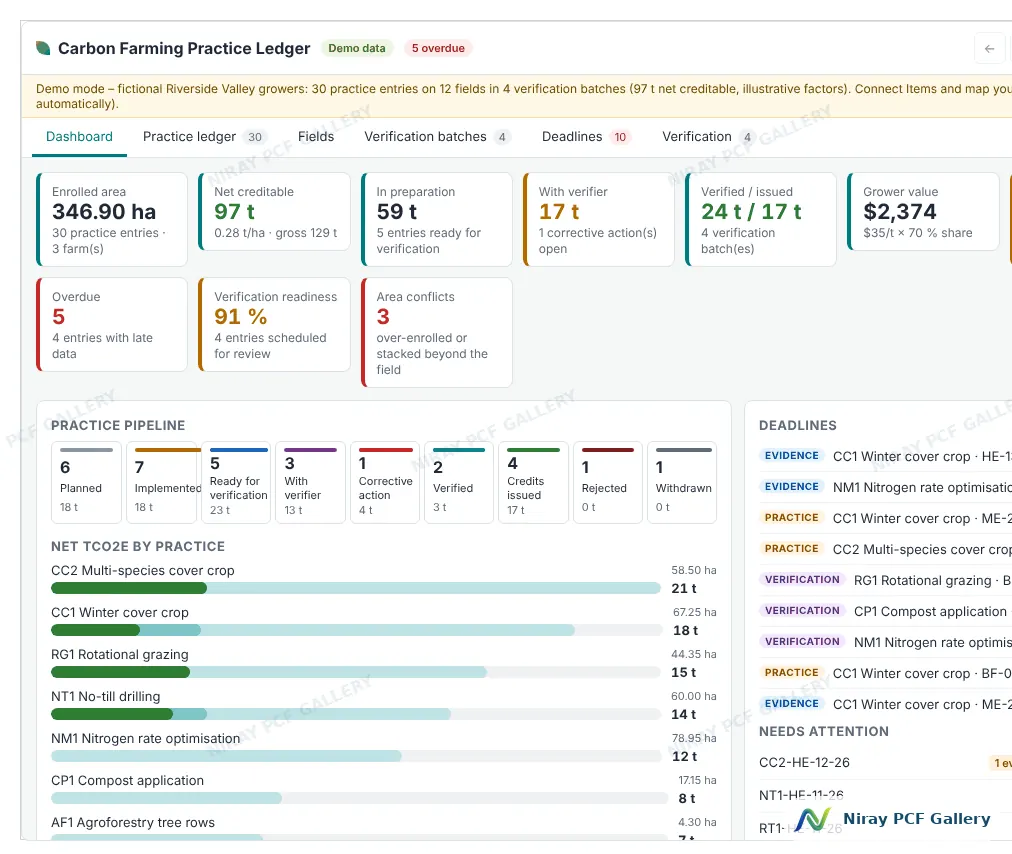 Carbon Farming Practice Ledger
Demo data
5 overdue
Demo mode – fictional Riverside Valley growers: 30 practice entries on 12 fields in 4 verification batches (97 t net creditable, illustrative factors). Connect Items and map you
automatically).
Dashboard
Practice ledger 30
Fields
Verification batches 4
Deadlines 10
Verification 4
Enrolled area
346.90 ha
30 practice entries ·
3 farm(s)
Net creditable
97 t
0.28 t/ha · gross 129 t
In preparation
59 t
5 entries ready for
verification
With verifier
17 t
1 corrective action(s)
open
Verified / issued
24 t / 17 t
4 verification
batch(es)
Grower value
$2,374
$35/t × 70 % share
Overdue
5
4 entries with late
data
Verification readiness
91 %
4 entries scheduled
for review
Area conflicts
3
over-enrolled or
stacked beyond the
field
PRACTICE PIPELINE
6
Planned
18 t
7
Implemented
18 t
5
Ready for
verification
23 t
3
With
verifier
13 t
1
Corrective
action
4 t
2
Verified
3 t
4
Credits
issued
17 t
1
Rejected
0 t
1
Withdrawn
0 t
NET TCO2E BY PRACTICE
CC2 Multi-species cover crop
58.50 ha
21 t
CC1 Winter cover crop
67.25 ha
18 t
RG1 Rotational grazing
44.35 ha
15 t
NT1 No-till drilling
60.00 ha
14 t
NM1 Nitrogen rate optimisation
78.95 ha
12 t
CP1 Compost application
17.15 ha
8 t
AF1 Agroforestry tree rows
4.30 ha
7 t
DEADLINES
EVIDENCE CC1 Winter cover crop · HE-1
EVIDENCE NM1 Nitrogen rate optimisatio
PRACTICE CC1 Winter cover crop · ME-2
PRACTICE CC2 Multi-species cover crop
VERIFICATION RG1 Rotational grazing · B
VERIFICATION CP1 Compost application
VERIFICATION NM1 Nitrogen rate optimis
PRACTICE CC1 Winter cover crop · BF-0
EVIDENCE CC1 Winter cover crop · ME-2
NEEDS ATTENTION
CC2-HE-12-26
1 ev
NT1-HE-11-26
RT1-
Niray PCF Gallery
NIRAY PCF GALLERY